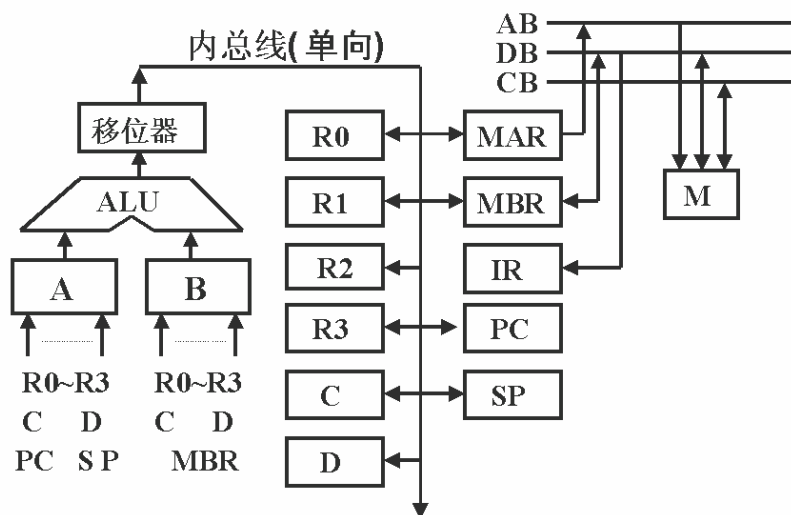 AB
内总线(单向)
DB
CB
移位器
R0
MAR
ALU
R1
MBR
M
A
B
R2
IR
R3
PC
R0~R3
R0~R3
C D
C D
C
SP
PC S P
MBR
D